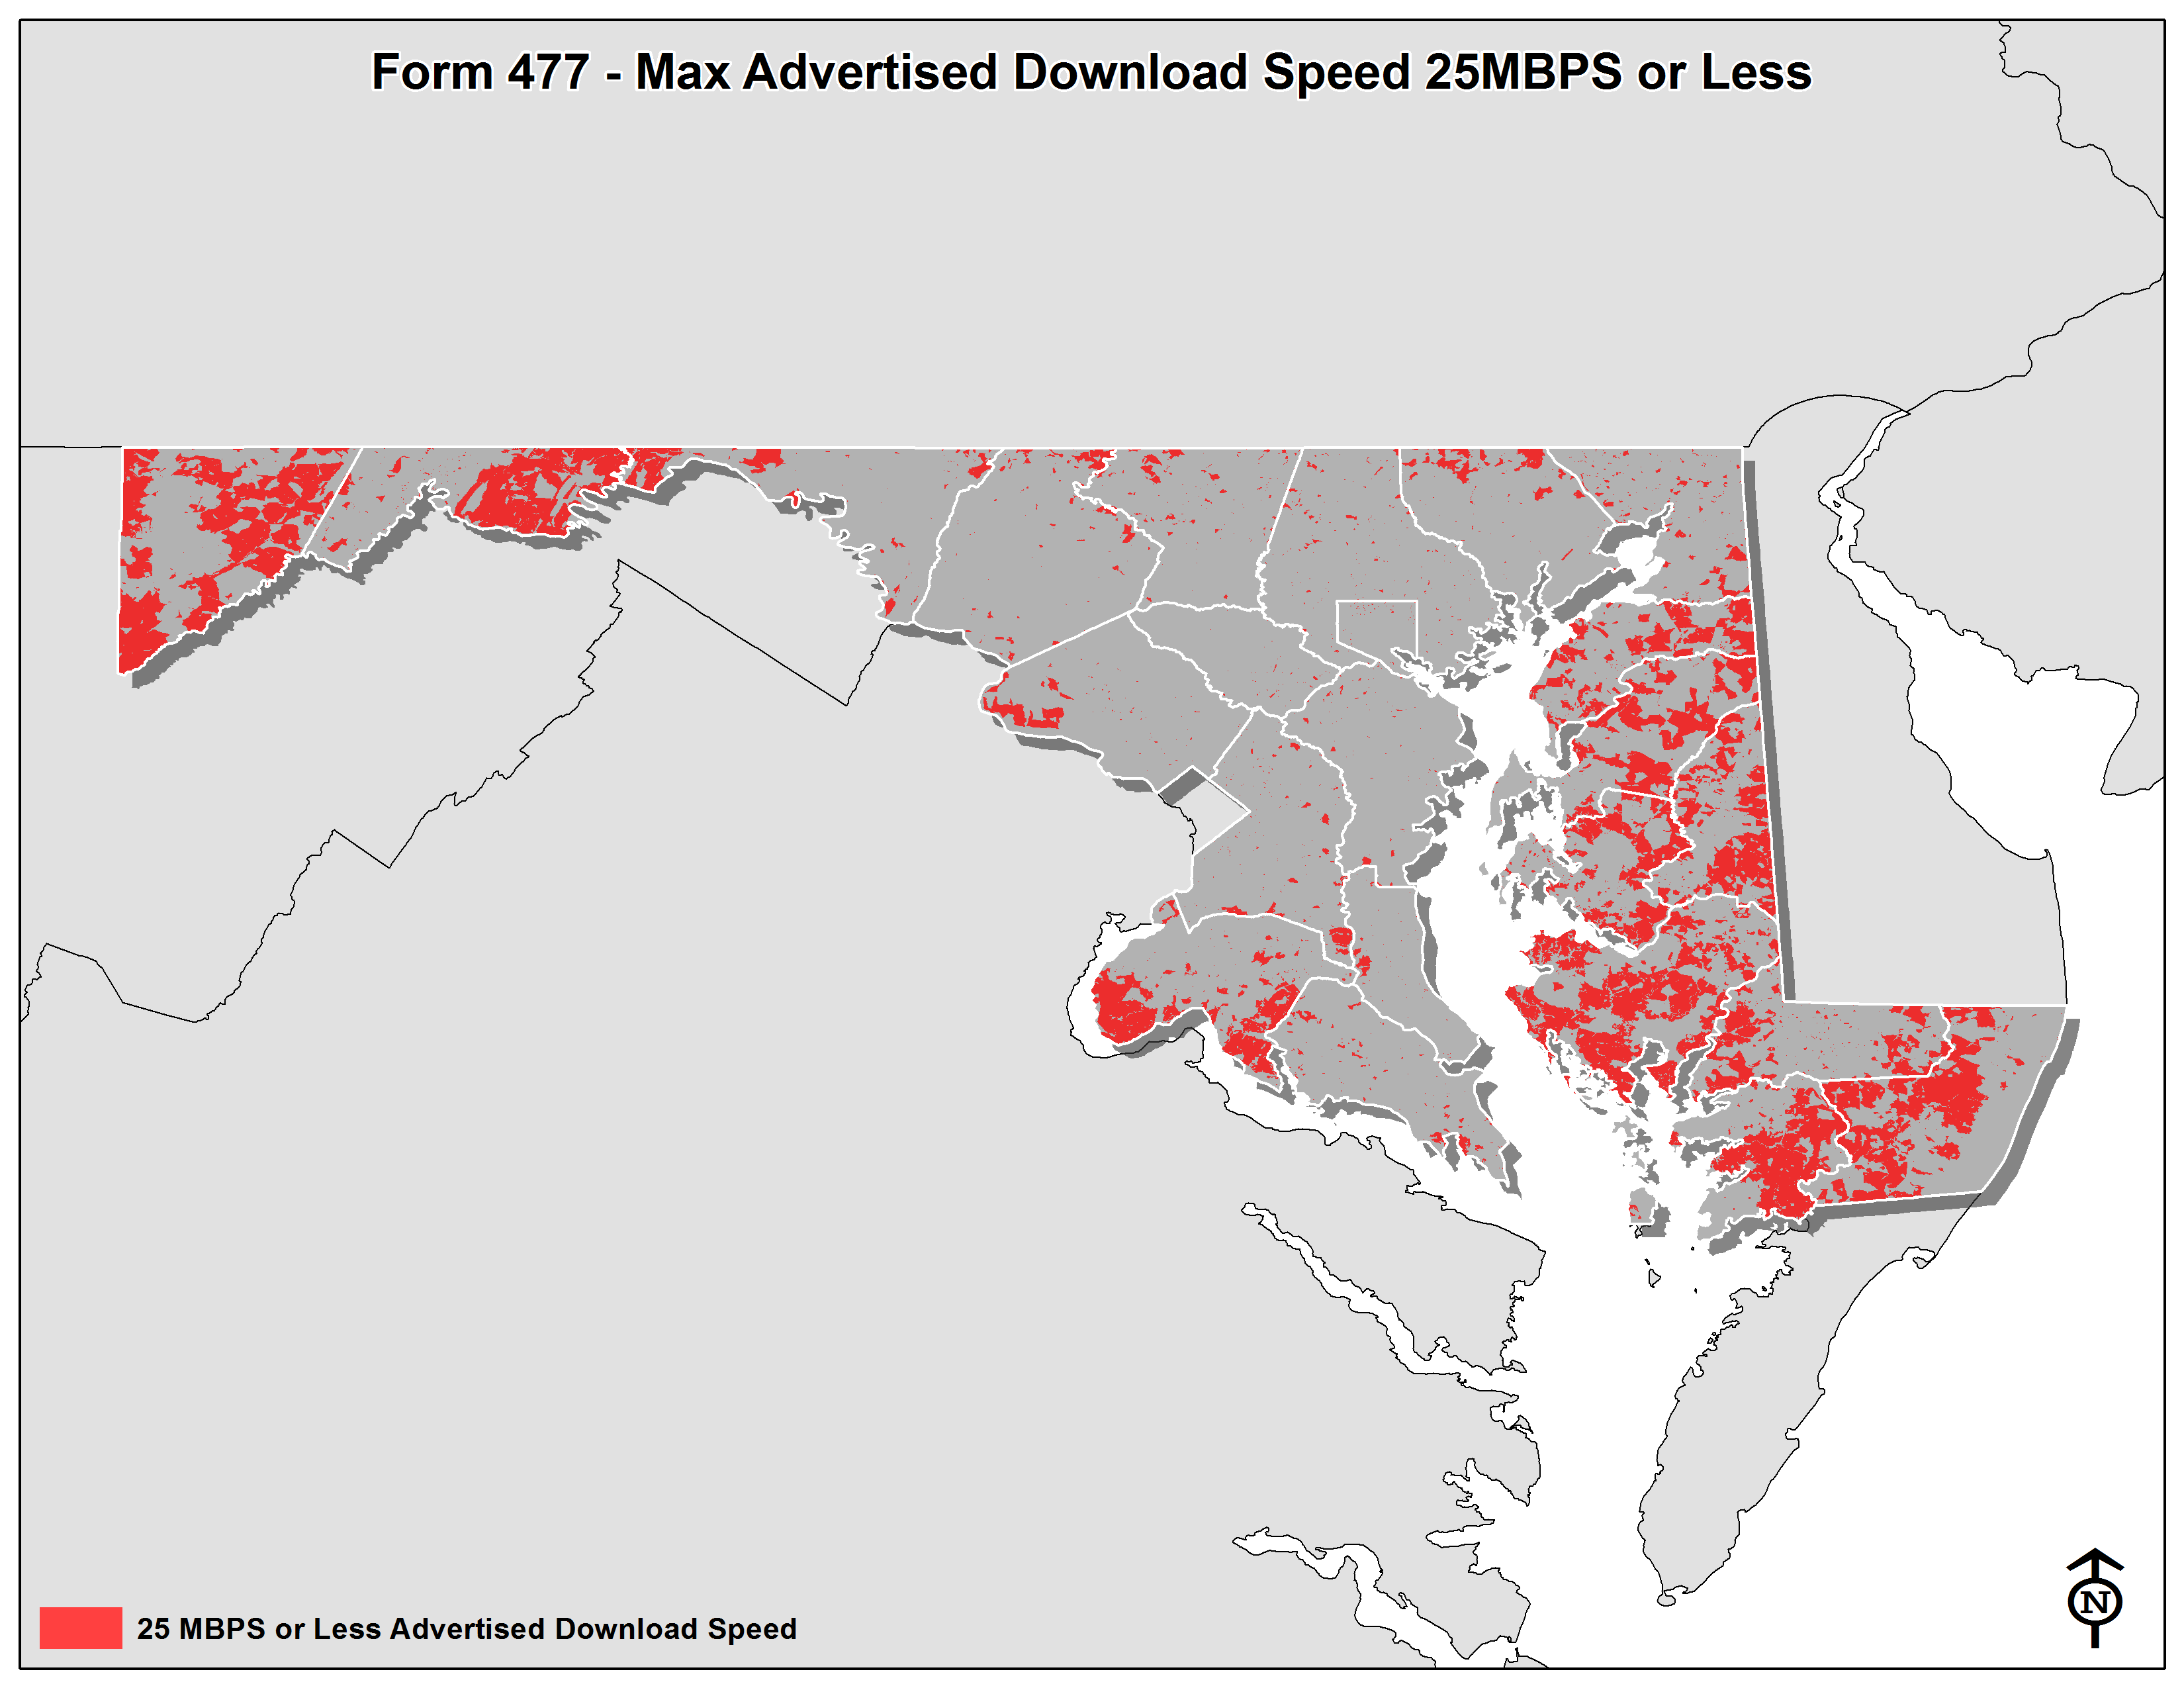 Form 477 - Max Advertised Download Speed 25MBPS or Less
25 MBPS or Less Advertised Download Speed
N